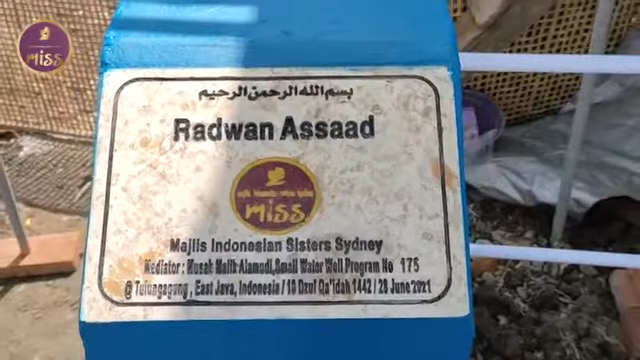 miss
بسم الله الرحمن الرحيم
Radwan Assaad
miss
Majlis Indonesian Sisters Sydney
Mediator : Musah Malik Alamudi, Small Water Well Program No 175
@ Tulungagung, East Java, Indonesia / 18 Dzul Qa'idah 1442 / 28 June 2021